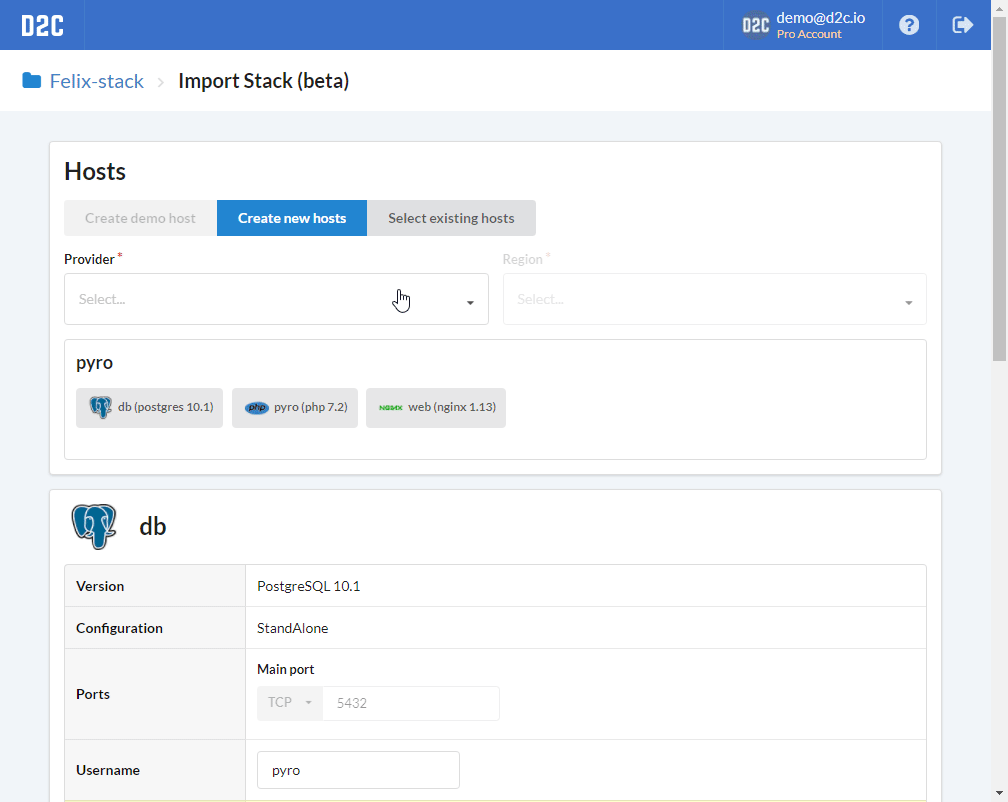 D2C
D2C demo@d2c.io
Pro Account
?
Felix-stack > Import Stack (beta)
Hosts
Create demo host Create new hosts Select existing hosts
Provider * Region *
Select... Select...
pyro
db (postgres 10.1) php pyro (php 7.2) NGINX web (nginx 1.13)
db
Version PostgreSQL 10.1
Configuration StandAlone
Main port
Ports
TCP 5432
Username pyro